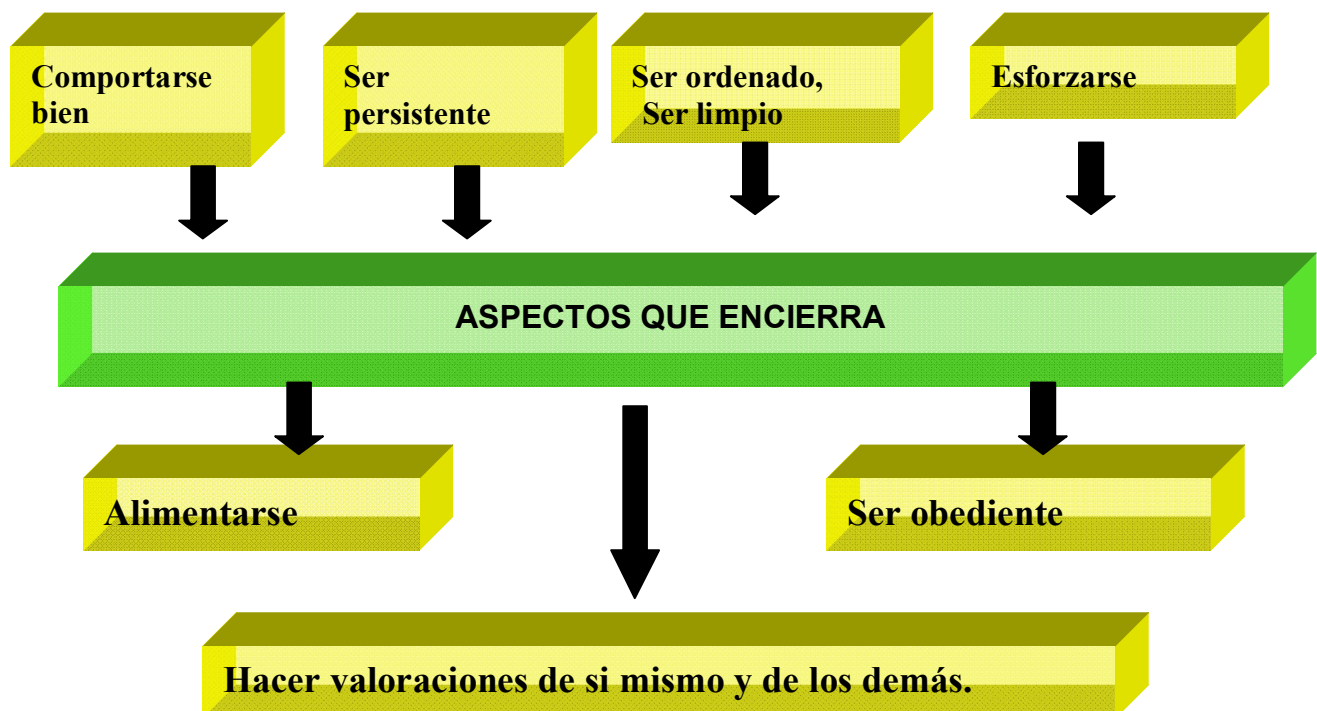 Comportarse
bien
Ser
persistente
Ser ordenado,
Ser limpio
Esforzarse
ASPECTOS QUE ENCIERRA
Alimentarse
Ser obediente
Hacer valoraciones de si mismo y de los demás.